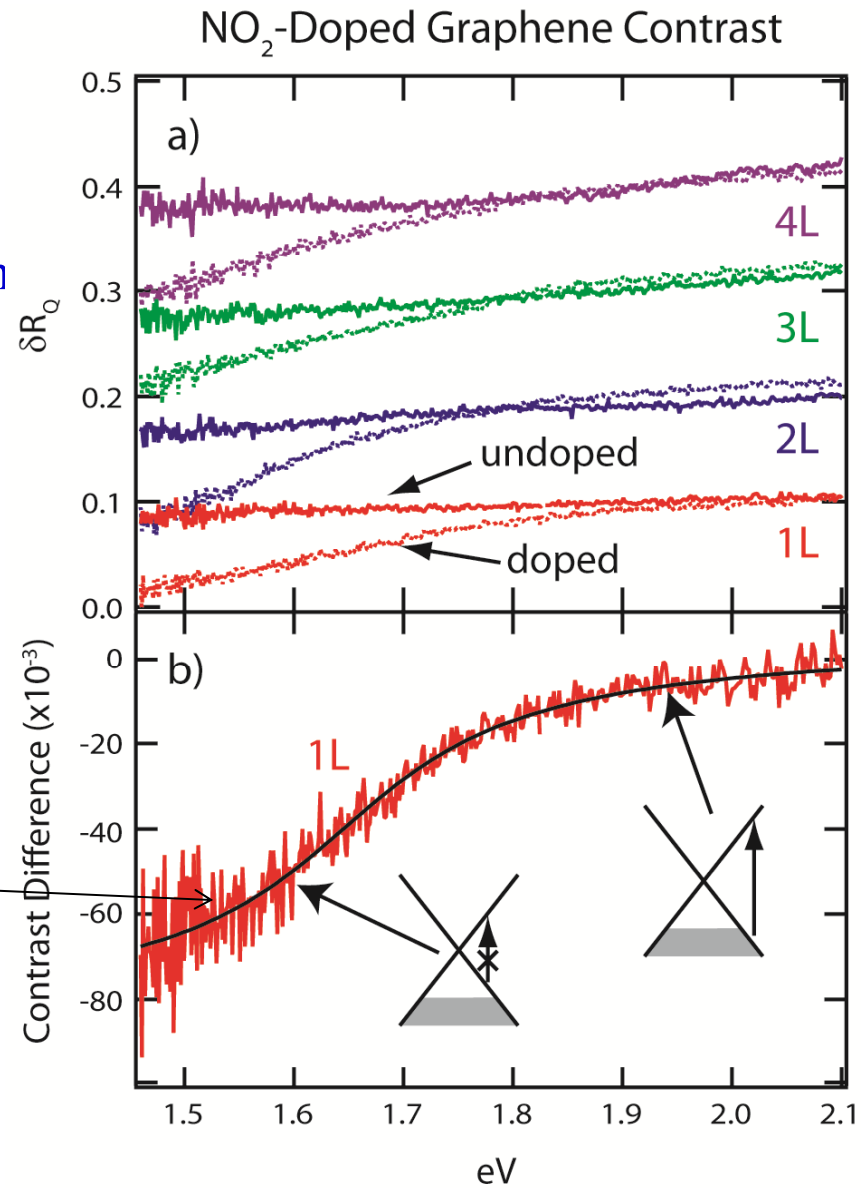 NO₂-Doped Graphene Contrast
a)
0.5
0.4
0.3
0.2
0.1
0.0
δR_Q
4L
3L
2L
1L
undoped
doped
b)
1L
Contrast Difference (x10⁻³)
0
-20
-40
-60
-80
1.5 1.6 1.7 1.8 1.9 2.0 2.1
eV